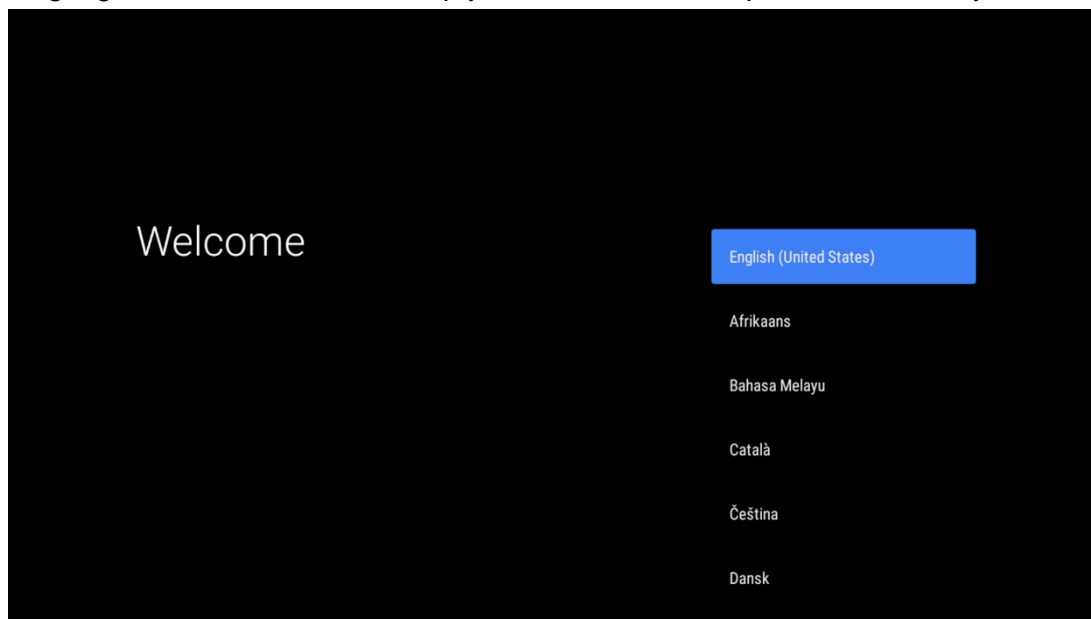 Welcome
English (United States)
Afrikaans
Bahasa Melayu
Català
Čeština
Dansk